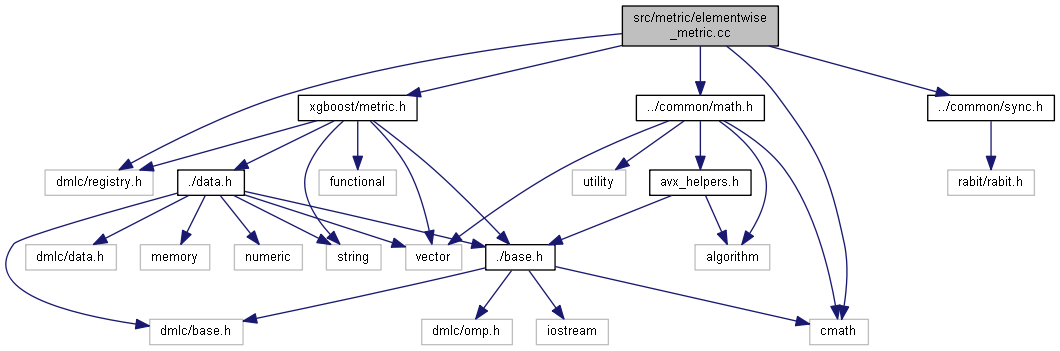 src/metric/elementwise
_metric.cc
xgboost/metric.h
../common/math.h
../common/sync.h
dmlc/registry.h
./data.h
functional
utility
avx_helpers.h
rabit/rabit.h
dmlc/data.h
memory
numeric
string
vector
./base.h
algorithm
dmlc/base.h
dmlc/omp.h
iostream
cmath